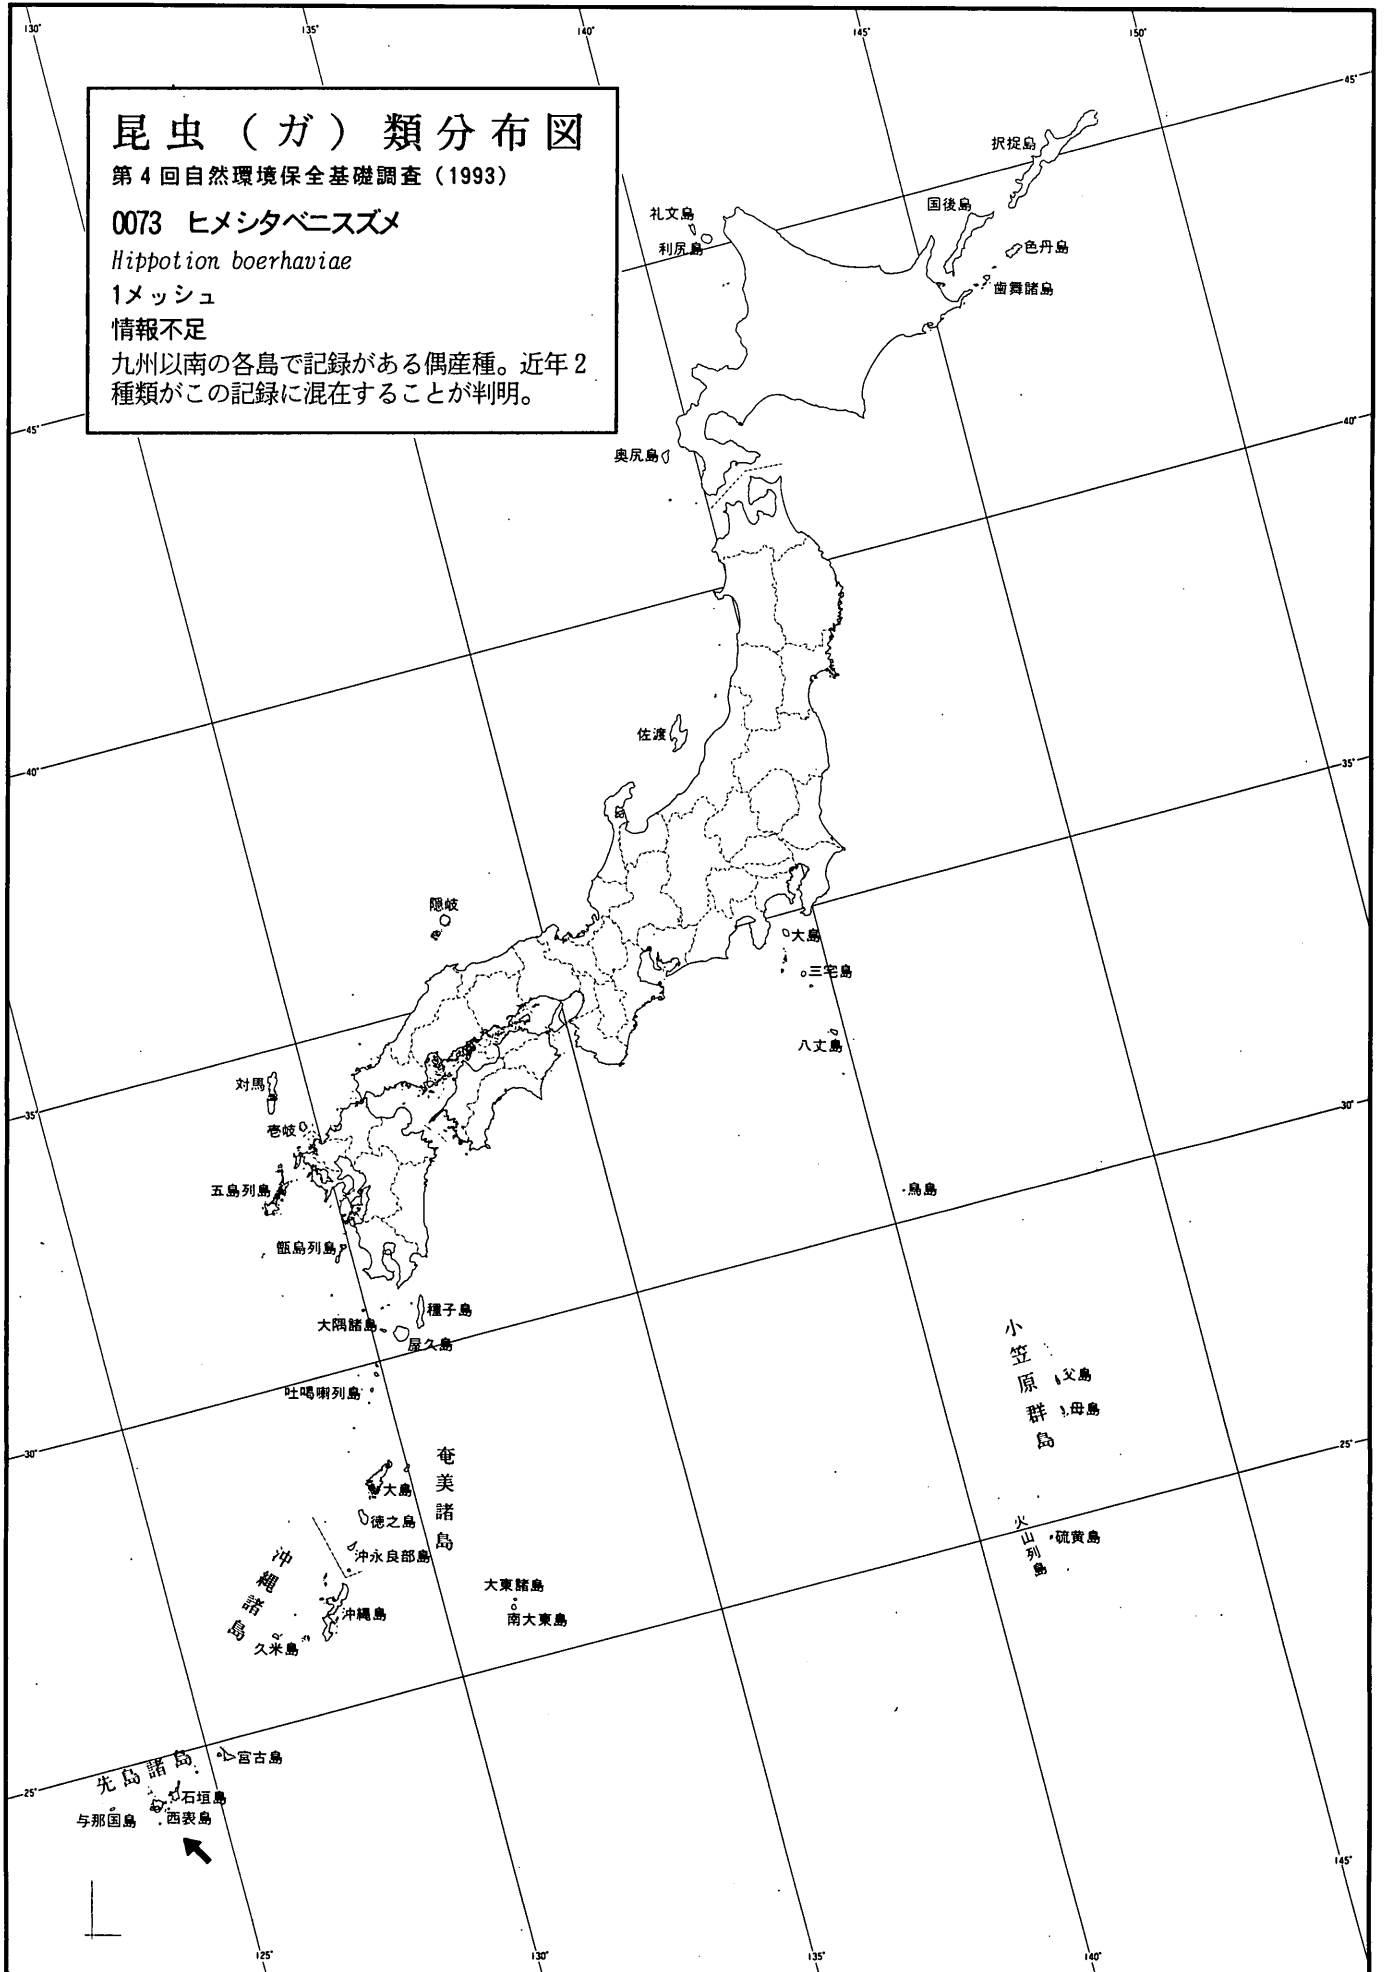 130°
135°
140°
145°
150°
昆虫（ガ）類分布図
第4回自然環境保全基礎調査（1993）
0073 ヒメシタベニスズメ
Hippotion boerhaviae
1メッシュ
情報不足
九州以南の各島で記録がある偶産種。近年2
種類がこの記録に混在することが判明。
45°
択捉島
国後島
色丹島
歯舞諸島
礼文島
利尻島
45°
40°
奥尻島
佐渡
40°
35°
隠岐
大島
三宅島
八丈島
対馬
壱岐
35°
30°
五島列島
鳥島
甑島列島
種子島
大隅諸島
屋久島
吐噶喇列島
小笠原群島
父島
母島
30°
25°
奄美諸島
大島
徳之島
沖永良部島
火山列島
硫黄島
沖縄諸島
沖縄島
久米島
大東諸島
南大東島
先島諸島
宮古島
25°
石垣島
与那国島
西表島
145°
125°
130°
135°
140°